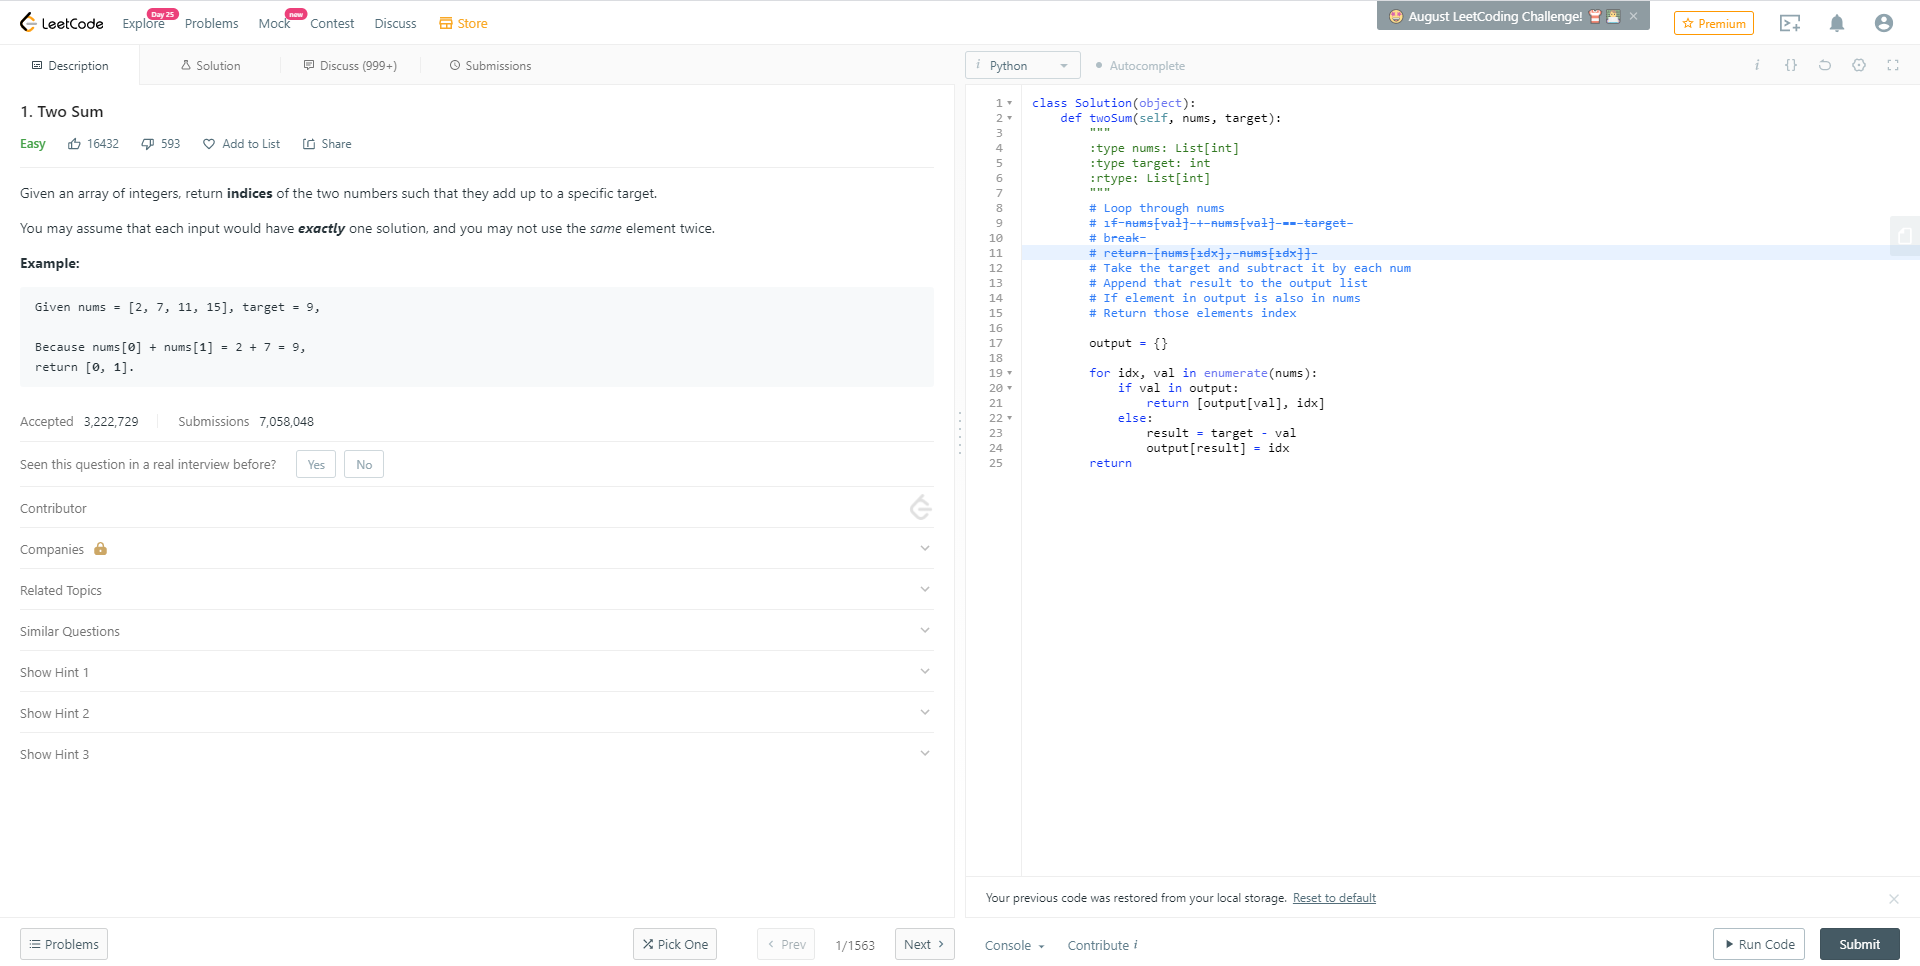 LeetCode
Explore
Day 25
Problems
Mock
new
Contest
Discuss
Store
August LeetCoding Challenge!
Premium
Description
Solution
Discuss (999+)
Submissions
Python
Autocomplete
1. Two Sum
Easy
16432
593
Add to List
Share
Given an array of integers, return indices of the two numbers such that they add up to a specific target.
You may assume that each input would have exactly one solution, and you may not use the same element twice.
Example:
Given nums = [2, 7, 11, 15], target = 9,
Because nums[0] + nums[1] = 2 + 7 = 9,
return [0, 1].
Accepted 3,222,729
Submissions 7,058,048
Seen this question in a real interview before?
Yes
No
Contributor
Companies
Related Topics
Similar Questions
Show Hint 1
Show Hint 2
Show Hint 3
Problems
Pick One
Prev
1/1563
Next
1 class Solution(object):
2 def twoSum(self, nums, target):
3 """
4 :type nums: List[int]
5 :type target: int
6 :rtype: List[int]
7 """
8 # Loop through nums
9 # if nums[val] + nums[val] == target
10 # break
11 # return [nums[idx], nums[idx]]
12 # Take the target and subtract it by each num
13 # Append that result to the output list
14 # If element in output is also in nums
15 # Return those elements index
16
17 output = {}
18
19 for idx, val in enumerate(nums):
20 if val in output:
21 return [output[val], idx]
22 else:
23 result = target - val
24 output[result] = idx
25 return
Your previous code was restored from your local storage. Reset to default
Console
Contribute i
Run Code
Submit